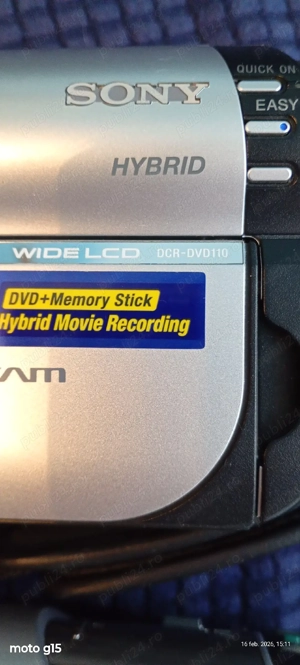 QUICK ON
SONY
EASY
HYBRID
WIDE LCD DCR-DVD110
DVD+Memory Stick
Hybrid Movie Recording
moto g15
16 feb. 2026, 15:11